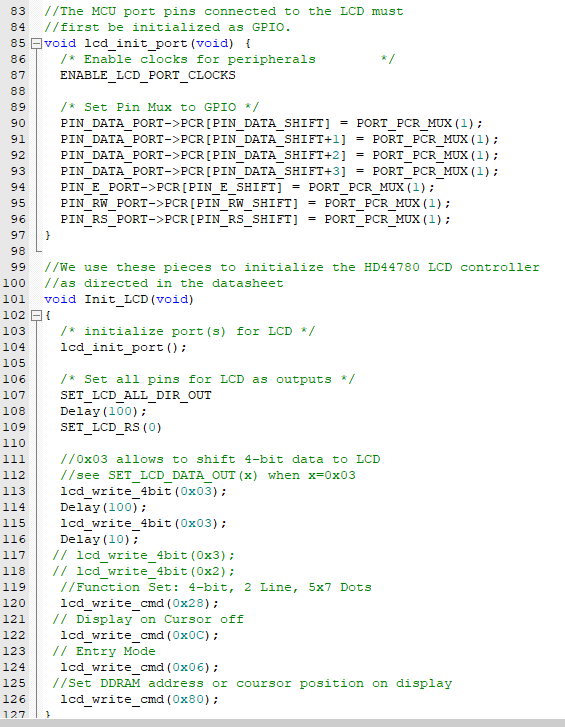 83 //The MCU port pins connected to the LCD must
84 //first be initialized as GPIO.
85 void lcd_init_port(void) {
86 /* Enable clocks for peripherals */
87 ENABLE_LCD_PORT_CLOCKS
88
89 /* Set Pin Mux to GPIO */
90 PIN_DATA_PORT->PCR[PIN_DATA_SHIFT] = PORT_PCR_MUX(1);
91 PIN_DATA_PORT->PCR[PIN_DATA_SHIFT+1] = PORT_PCR_MUX(1);
92 PIN_DATA_PORT->PCR[PIN_DATA_SHIFT+2] = PORT_PCR_MUX(1);
93 PIN_DATA_PORT->PCR[PIN_DATA_SHIFT+3] = PORT_PCR_MUX(1);
94 PIN_E_PORT->PCR[PIN_E_SHIFT] = PORT_PCR_MUX(1);
95 PIN_RW_PORT->PCR[PIN_RW_SHIFT] = PORT_PCR_MUX(1);
96 PIN_RS_PORT->PCR[PIN_RS_SHIFT] = PORT_PCR_MUX(1);
97 }
98
99 //We use these pieces to initialize the HD44780 LCD controller
100 //as directed in the datasheet
101 void Init_LCD(void)
102 {
103 /* initialize port(s) for LCD */
104 lcd_init_port();
105
106 /* Set all pins for LCD as outputs */
107 SET_LCD_ALL_DIR_OUT
108 Delay(100);
109 SET_LCD_RS(0)
110
111 //0x03 allows to shift 4-bit data to LCD
112 //see SET_LCD_DATA_OUT(x) when x=0x03
113 lcd_write_4bit(0x03);
114 Delay(100);
115 lcd_write_4bit(0x03);
116 Delay(10);
117 // lcd_write_4bit(0x3);
118 // lcd_write_4bit(0x2);
119 //Function Set: 4-bit, 2 Line, 5x7 Dots
120 lcd_write_cmd(0x28);
121 // Display on Cursor off
122 lcd_write_cmd(0x0C);
123 // Entry Mode
124 lcd_write_cmd(0x06);
125 //Set DDRAM address or coursor position on display
126 lcd_write_cmd(0x80);
127 }